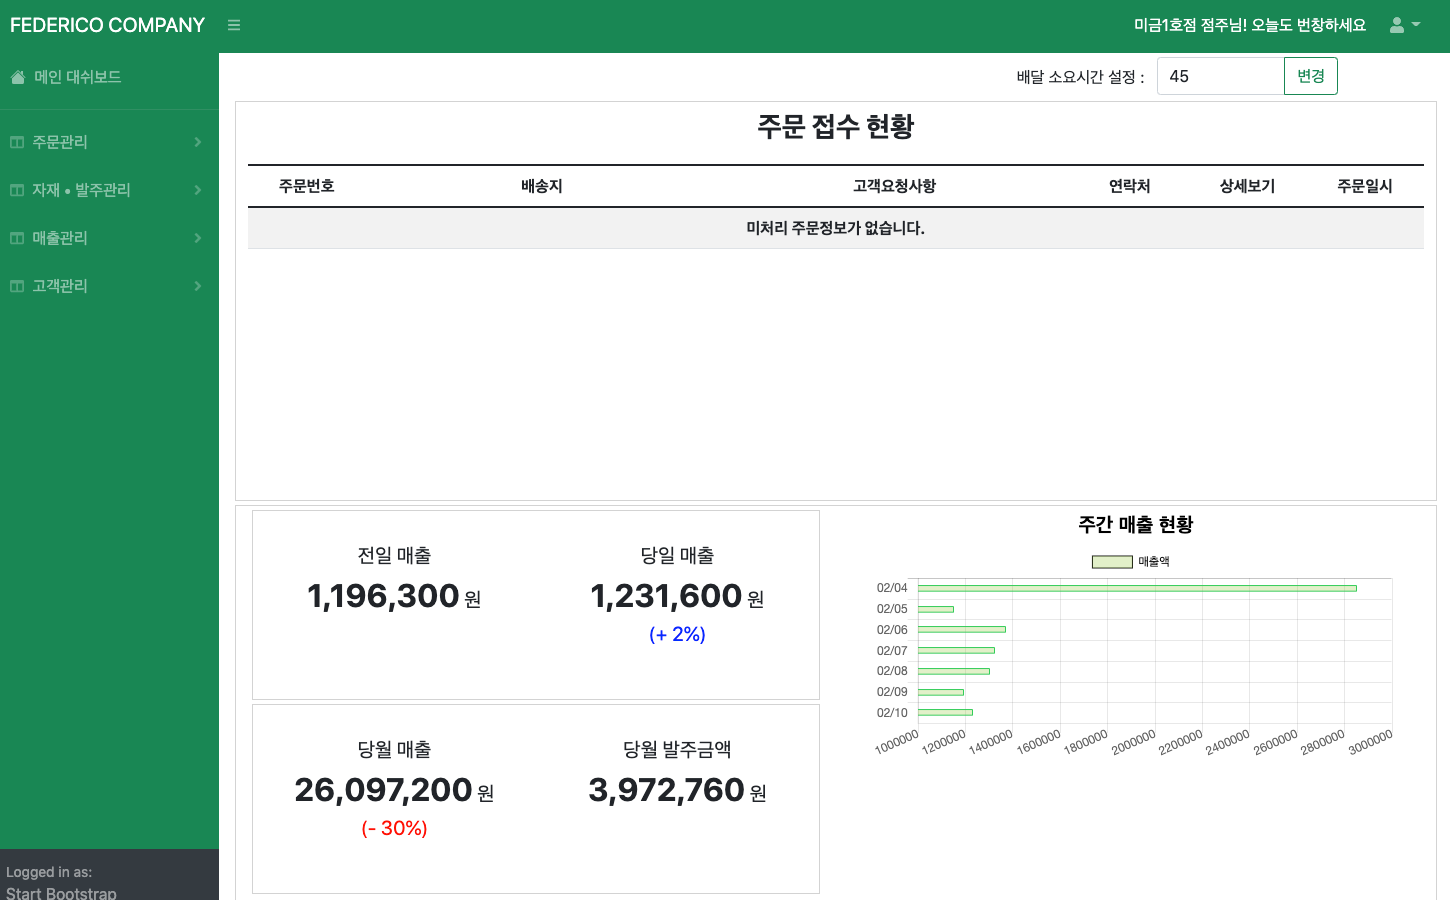 FEDERICO COMPANY
미금1호점 점주님! 오늘도 번창하세요
메인 대쉬보드
주문관리
자재 • 발주관리
매출관리
고객관리
Logged in as:
Start Bootstrap
배달 소요시간 설정 : 45 변경
주문 접수 현황
주문번호 배송지 고객요청사항 연락처 상세보기 주문일시
미처리 주문정보가 없습니다.
전일 매출
1,196,300 원
당일 매출
1,231,600 원
(+ 2%)
당월 매출
26,097,200 원
(- 30%)
당월 발주금액
3,972,760 원
주간 매출 현황
매출액
02/04
02/05
02/06
02/07
02/08
02/09
02/10
1000000 1200000 1400000 1600000 1800000 2000000 2200000 2400000 2600000 2800000 3000000